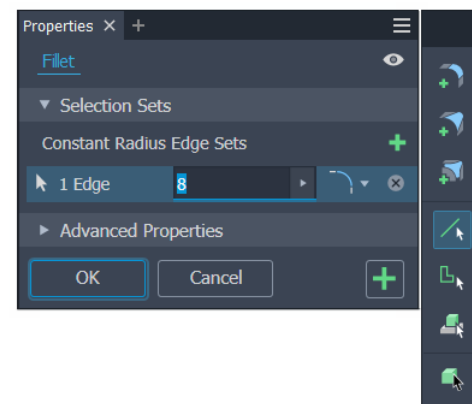 Properties
Fillet
Selection Sets
Constant Radius Edge Sets
1 Edge 8
Advanced Properties
OK Cancel